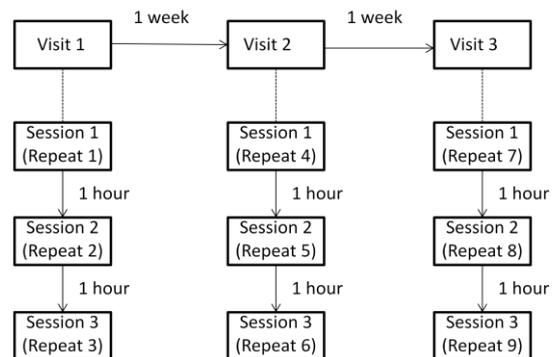 1 week
1 week
Visit 1
Visit 2
Visit 3
Session 1
(Repeat 1)
Session 1
(Repeat 4)
Session 1
(Repeat 7)
1 hour
1 hour
1 hour
Session 2
(Repeat 2)
Session 2
(Repeat 5)
Session 2
(Repeat 8)
1 hour
1 hour
1 hour
Session 3
(Repeat 3)
Session 3
(Repeat 6)
Session 3
(Repeat 9)